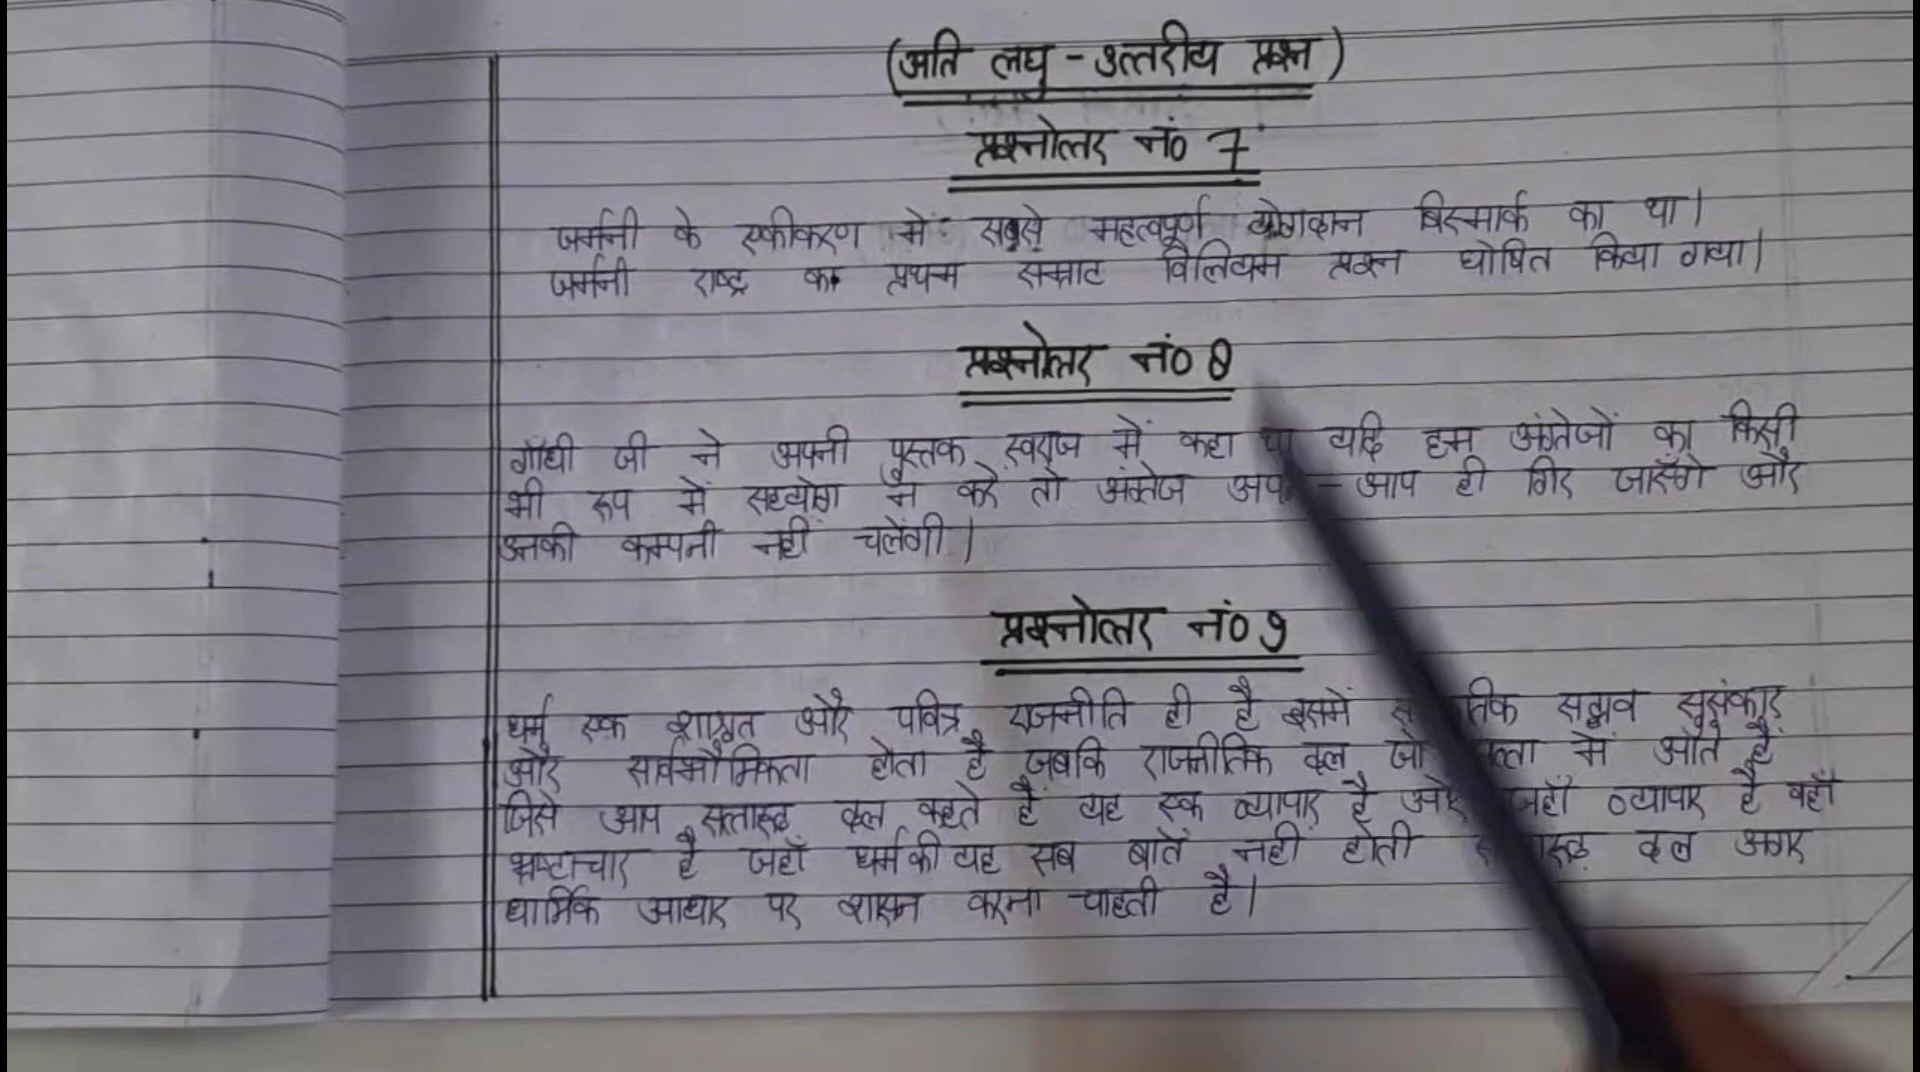 (अति लघु - उत्तरीय प्रश्न)
प्रश्नोत्तर नं० 7
जर्मनी के एकीकरण में सबसे महत्वपूर्ण योगदान बिस्मार्क का था।
जर्मनी राष्ट्र का प्रथम सम्राट विलियम घोषित किया गया।
प्रश्नोत्तर नं० 8
गाँधी जी ने अपनी पुस्तक स्वराज में कहा था यदि हम अंग्रेजों का किसी
भी रूप में सहयोग न करें तो अंग्रेज - आप ही गिर जाएँगे और
उनकी कम्पनी नहीं चलेंगी।
प्रश्नोत्तर नं० 9
धर्म एक शाश्वत और पवित्र राजनीति ही है इसमें
और सार्वभौमिकता होता है जबकि राजनीतिक दल जो में आते हैं
जिसे आप सत्तारूढ़ दल कहते हैं यह एक व्यापार है और जहाँ व्यापार है वहाँ
भ्रष्टाचार है जहाँ धर्म की यह सब बातें नहीं होती दल अगर
धार्मिक आधार पर शासन करना चाहती है।